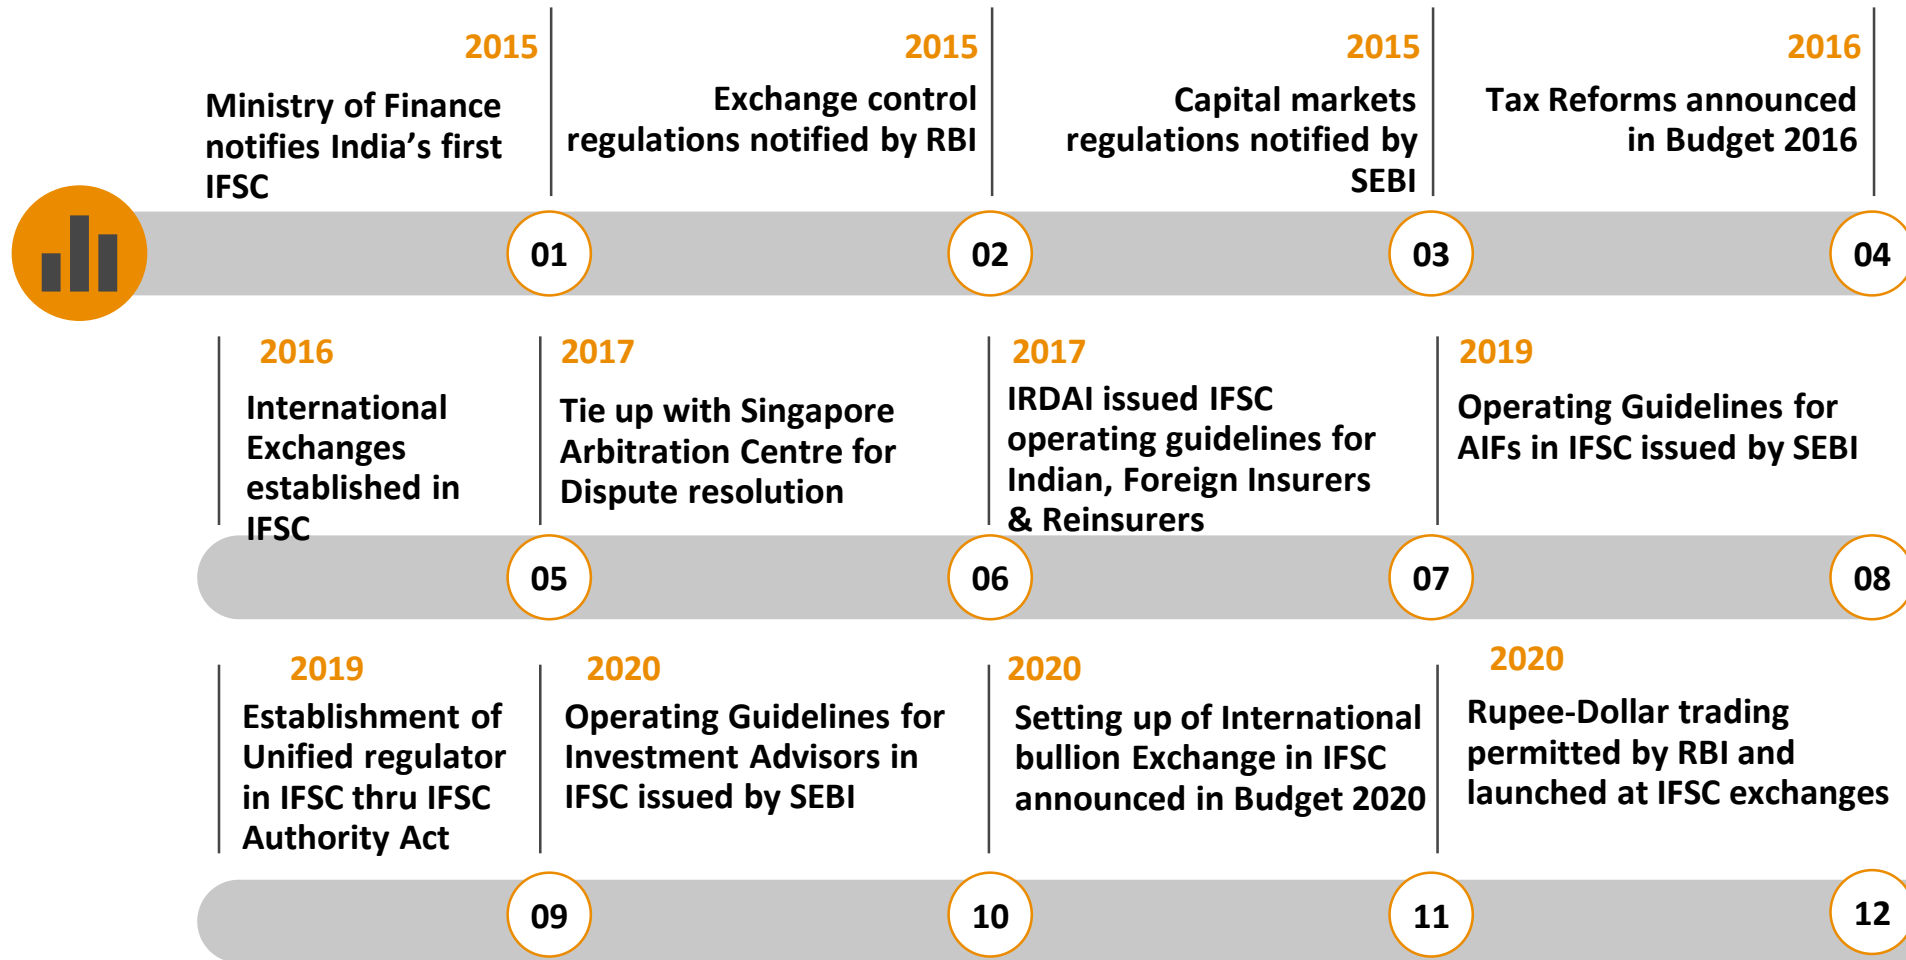 2015
Ministry of Finance
notifies India’s first
IFSC
2015
Exchange control
regulations notified by RBI
2015
Capital markets
regulations notified by
SEBI
2016
Tax Reforms announced
in Budget 2016
01
02
03
04
2016
International
Exchanges
established in
IFSC
2017
Tie up with Singapore
Arbitration Centre for
Dispute resolution
2017
IRDAI issued IFSC
operating guidelines for
Indian, Foreign Insurers
& Reinsurers
2019
Operating Guidelines for
AIFs in IFSC issued by SEBI
05
06
07
08
2019
Establishment of
Unified regulator
in IFSC thru IFSC
Authority Act
2020
Operating Guidelines for
Investment Advisors in
IFSC issued by SEBI
2020
Setting up of International
bullion Exchange in IFSC
announced in Budget 2020
2020
Rupee-Dollar trading
permitted by RBI and
launched at IFSC exchanges
09
10
11
12